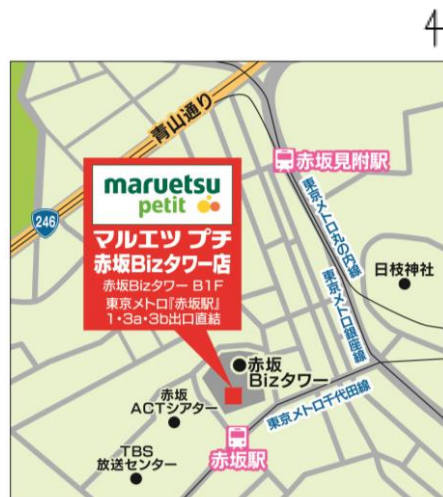 青山通り
赤坂見附駅
246
maruetsu
petit
マルエツ プチ
赤坂Bizタワー店
赤坂Bizタワー B1F
東京メトロ『赤坂駅』
1・3a・3b出口直結
東京メトロ丸の内線
東京メトロ銀座線
日枝神社
赤坂
Bizタワー
赤坂
ACTシアター
東京メトロ千代田線
TBS
放送センター
赤坂駅